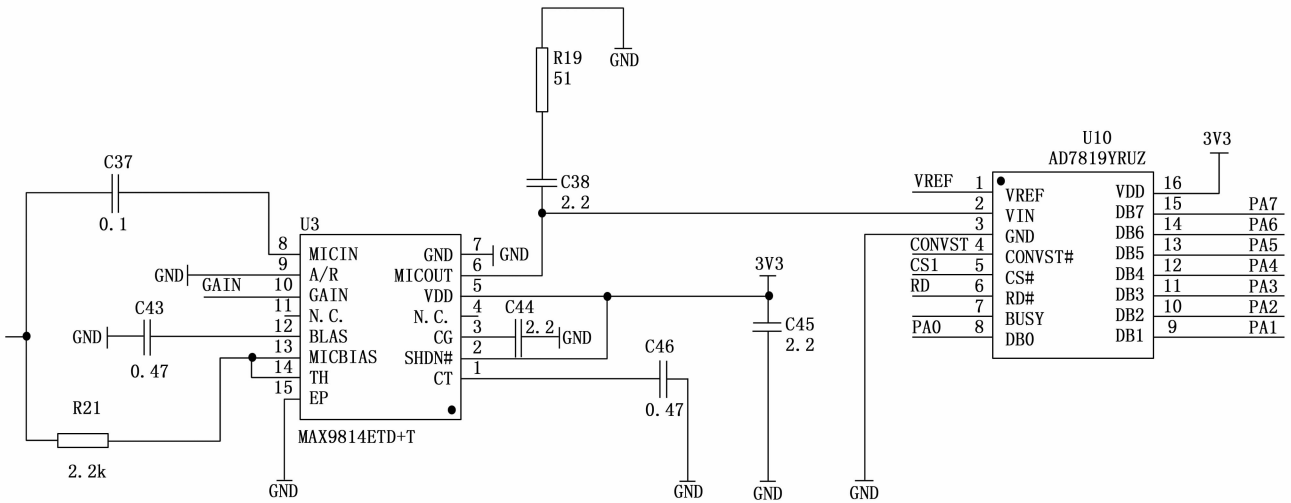 R19
51
GND
C38
2.2
C37
0.1
U3
8
MICIN
9
A/R
10
GAIN
11
N.C.
12
BLAS
13
MICBIAS
14
TH
15
EP
GND
7
GND
MICOUT
6
VDD
5
N.C.
4
CG
3
SHDN#
2
CT
1
MAX9814ETD+T
GND
GAIN
C43
GND
0.47
R21
2.2k
GND
GND
C44
2.2
GND
3V3
C45
2.2
C46
0.47
GND
GND
GND
U10
AD7819YRUZ
3V3
VREF
1
VREF
2
VIN
3
GND
CONVST
4
CONVST#
CS1
5
CS#
RD
6
RD#
7
BUSY
PA0
8
DB0
VDD
16
DB7
15
PA7
DB6
14
PA6
DB5
13
PA5
DB4
12
PA4
DB3
11
PA3
DB2
10
PA2
DB1
9
PA1